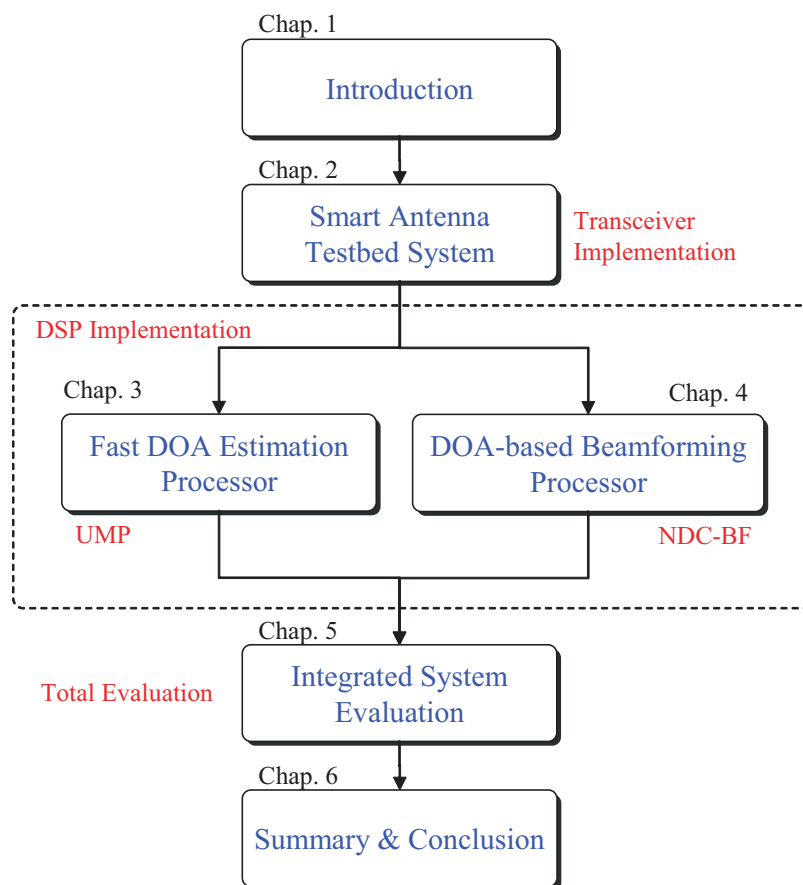 Chap. 1
Introduction
Chap. 2
Smart Antenna
Testbed System
Transceiver
Implementation
DSP Implementation
Chap. 3
Fast DOA Estimation
Processor
UMP
Chap. 4
DOA-based Beamforming
Processor
NDC-BF
Chap. 5
Integrated System
Evaluation
Total Evaluation
Chap. 6
Summary & Conclusion